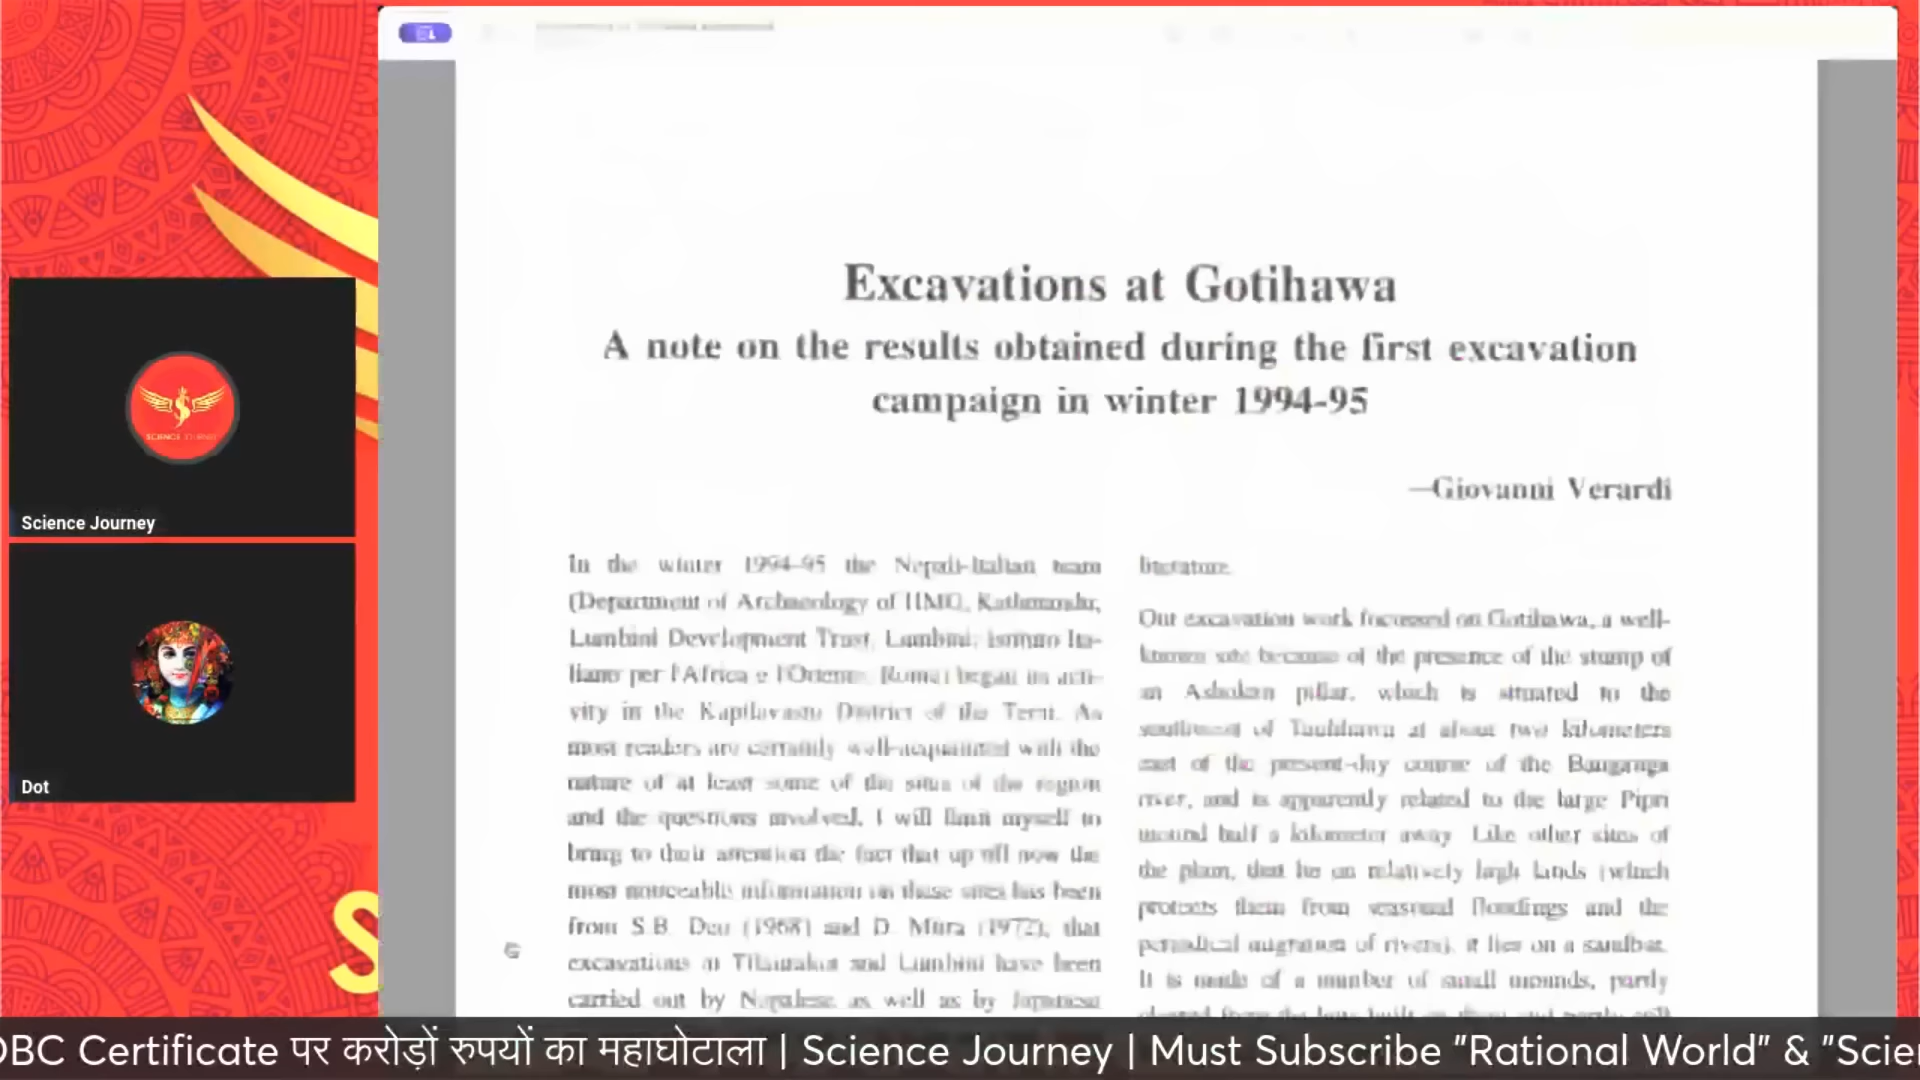 Excavations at Gotihawa
A note on the results obtained during the first excavation
campaign in winter 1994-95
—Giovanni Verardi
In the winter 1994-95 the Nepali-Italian team
(Department of Archaeology of HMG, Kathmandu,
Lumbini Development Trust, Lumbini; Istituto Ita-
liano per l'Africa e l'Oriente, Roma) began its acti-
vity in the Kapilavastu District of the Terai. As
most readers are certainly well-acquainted with the
nature of at least some of the sites of the region
and the questions involved, I will limit myself to
bring to their attention the fact that up till now the
most noticeable information on these sites has been
from S.B. Deo (1968) and D. Mitra (1972), that
excavations at Tilaurakot and Lumbini have been
carried out by Nepalese as well as by Japanese
literature.
Our excavation work focussed on Gotihawa, a well-
known site because of the presence of the stump of
an Ashokan pillar, which is situated to the
southwest of Taulihawa at about two kilometers
east of the present-day course of the Banganga
river, and is apparently related to the large Pipri
mound half a kilometer away. Like other sites of
the plain, that lie on relatively high lands (which
protects them from seasonal floodings and the
periodical migration of rivers), it lies on a sandbar.
It is made of a number of small mounds, partly
Science Journey
SCIENCE JOURNEY
Dot
S
OBC Certificate पर करोड़ों रुपयों का महाघोटाला | Science Journey | Must Subscribe "Rational World" & "Scie